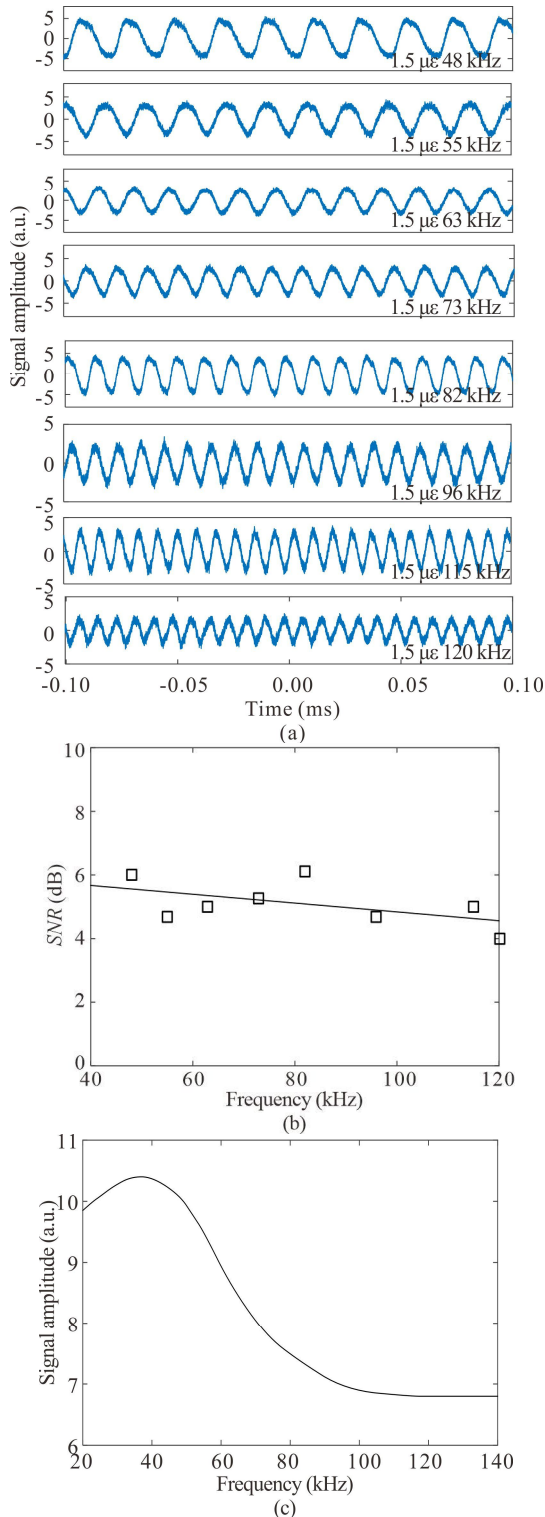 5
0
-5
1.5 με 48 kHz
5
0
-5
1.5 με 55 kHz
5
0
-5
1.5 με 63 kHz
5
0
-5
1.5 με 73 kHz
5
0
-5
1.5 με 82 kHz
5
0
-5
1.5 με 96 kHz
5
0
-5
1.5 με 115 kHz
5
0
-5
1.5 με 120 kHz
Signal amplitude (a.u.)
-0.10 -0.05 0.00 0.05 0.10
Time (ms)
(a)
10
8
6
4
2
0
SNR (dB)
40 60 80 100 120
Frequency (kHz)
(b)
11
10
9
8
7
6
Signal amplitude (a.u.)
20 40 60 80 100 120 140
Frequency (kHz)
(c)